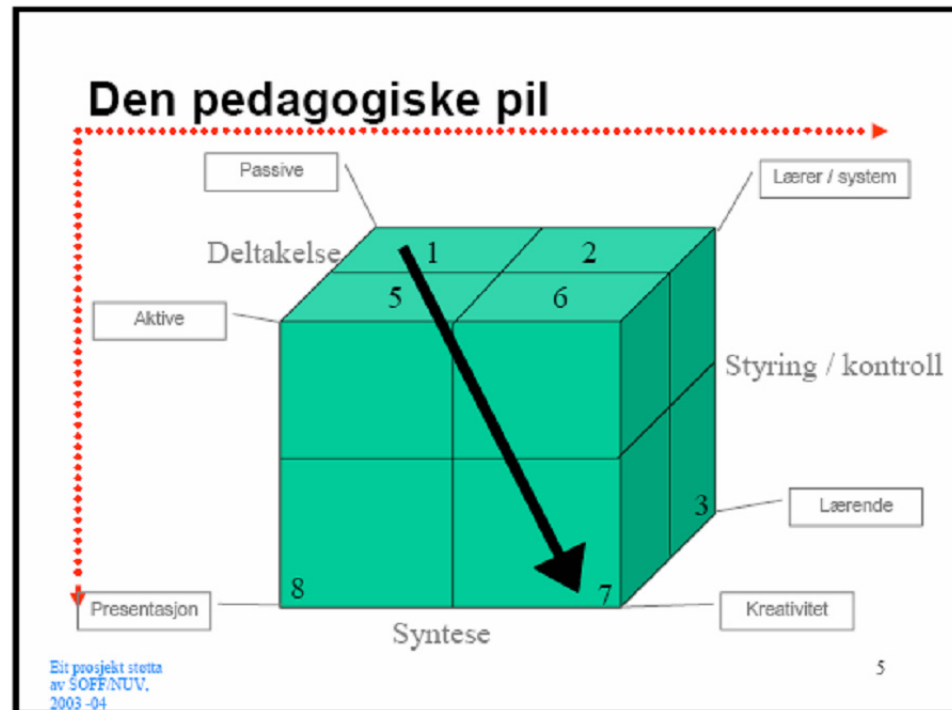 Den pedagogiske pil
Passive
Lærer / system
Deltakelse
1
2
5
6
Aktive
Styring / kontroll
3
Lærende
8
7
Presentasjon
Kreativitet
Syntese
Eit prosjekt støtta
av SOFF/NUV,
2003 -04
5